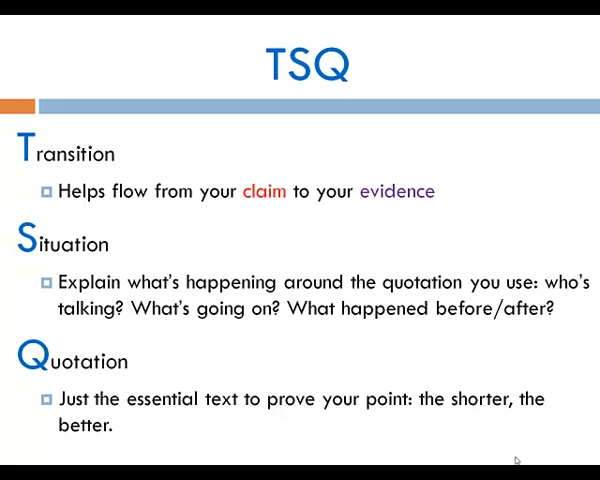 TSQ
Transition
Helps flow from your claim to your evidence
Situation
Explain what's happening around the quotation you use: who's
talking? What's going on? What happened before/after?
Quotation
Just the essential text to prove your point: the shorter, the
better.